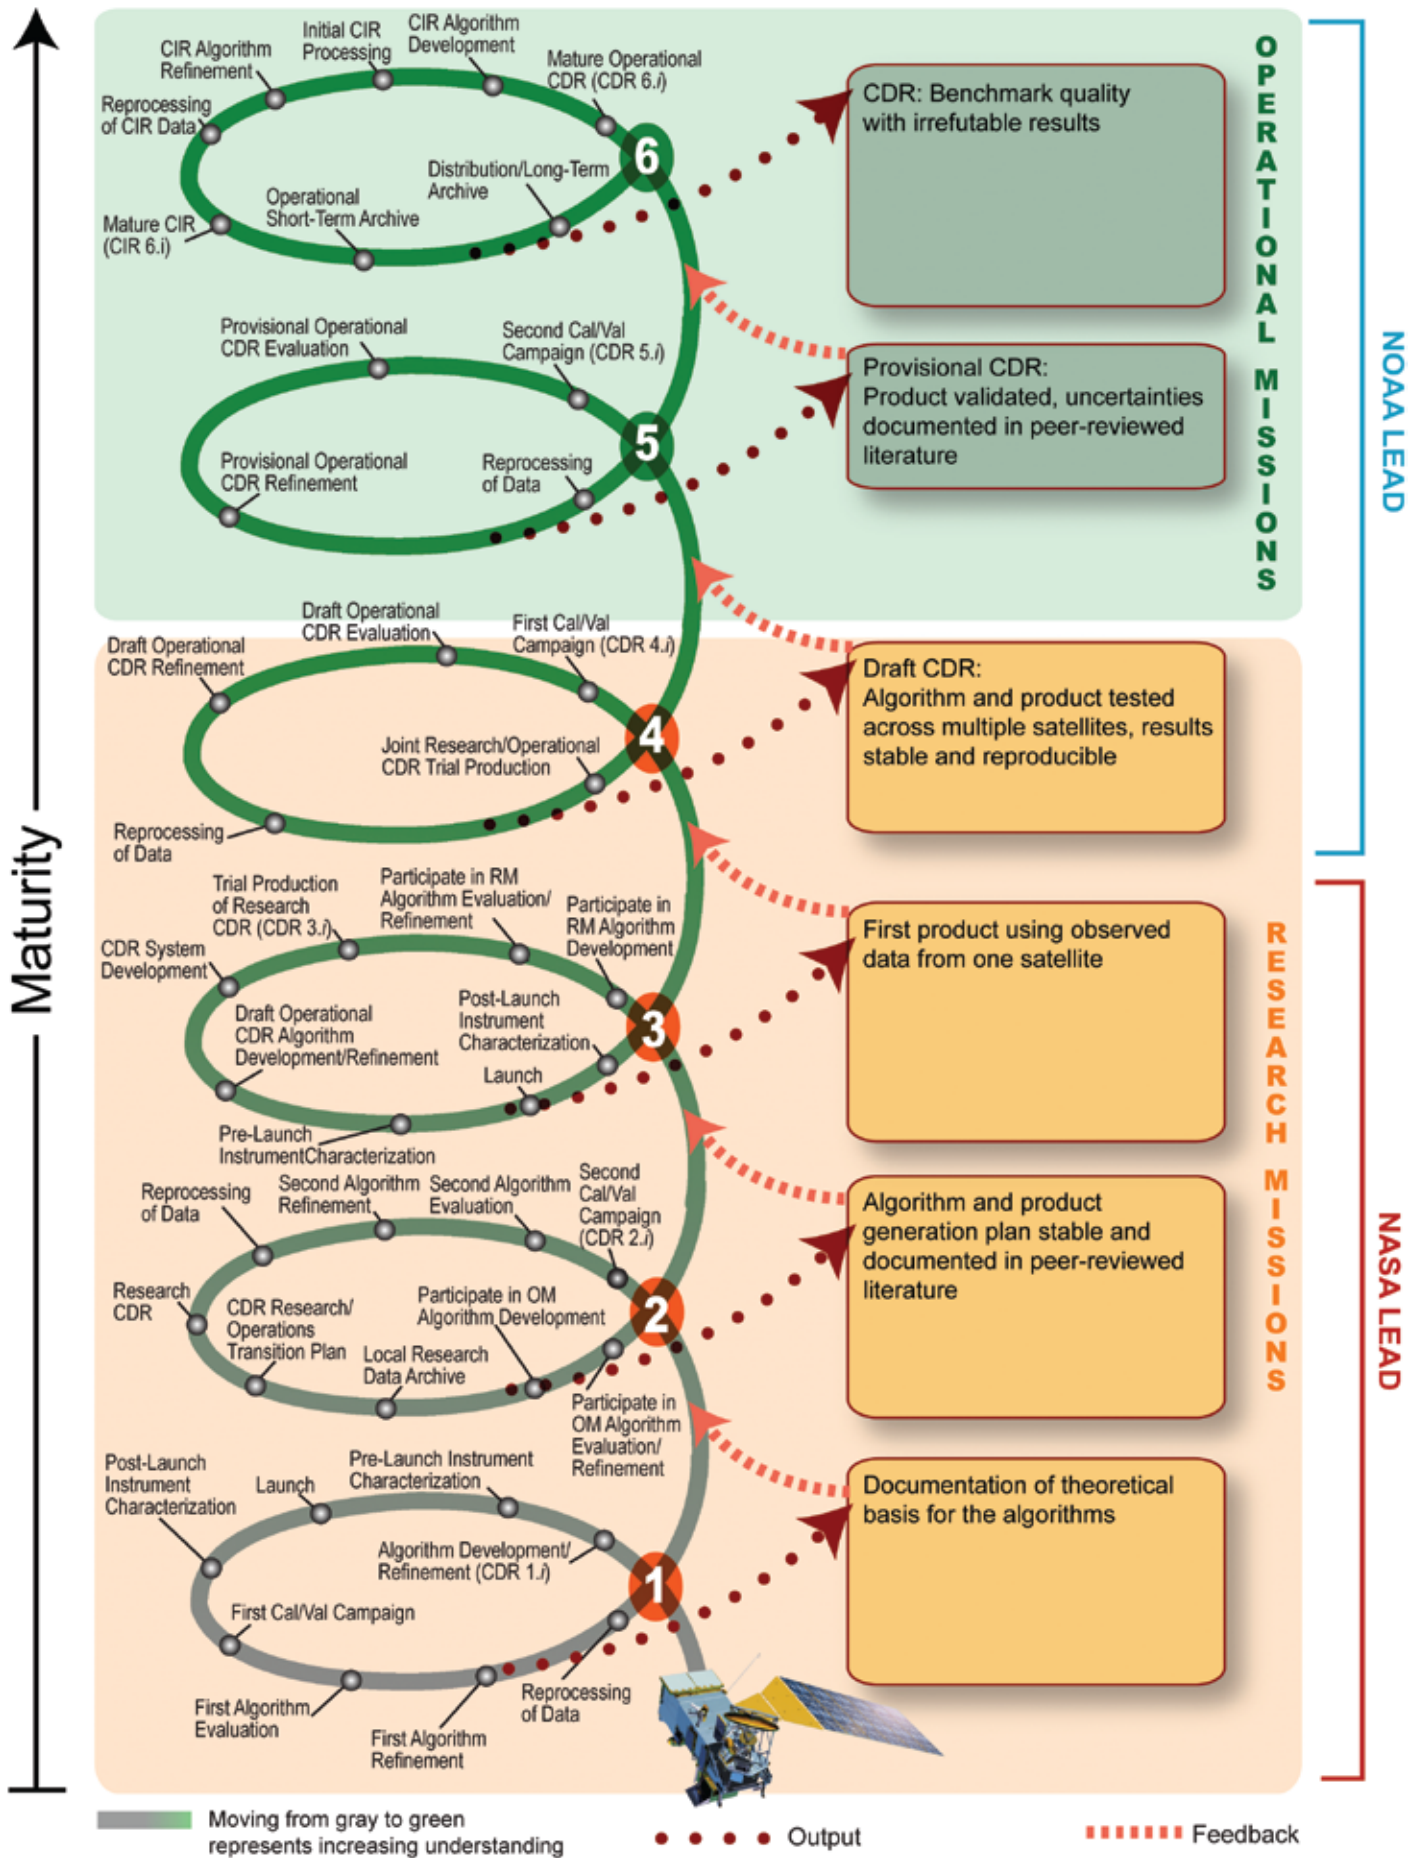 Maturity
CIR Algorithm
Refinement
Initial CIR
Processing
CIR Algorithm
Development
Mature Operational
CDR (CDR 6.i)
Reprocessing
of CIR Data
6
Distribution/Long-Term
Archive
Operational
Short-Term Archive
Mature CIR
(CIR 6.i)
CDR: Benchmark quality
with irrefutable results
OPERATIONAL MISSIONS
NOAA LEAD
Provisional Operational
CDR Evaluation
Second Cal/Val
Campaign (CDR 5.i)
5
Provisional Operational
CDR Refinement
Reprocessing
of Data
Provisional CDR:
Product validated, uncertainties
documented in peer-reviewed
literature
Draft Operational
CDR Evaluation
First Cal/Val
Campaign (CDR 4.i)
Draft Operational
CDR Refinement
4
Joint Research/Operational
CDR Trial Production
Reprocessing
of Data
Draft CDR:
Algorithm and product tested
across multiple satellites, results
stable and reproducible
Trial Production
of Research
CDR (CDR 3.i)
Participate in RM
Algorithm Evaluation/
Refinement
Participate in
RM Algorithm
Development
CDR System
Development
Draft Operational
CDR Algorithm
Development/Refinement
Post-Launch
Instrument
Characterization
3
Launch
Pre-Launch
InstrumentCharacterization
First product using observed
data from one satellite
RESEARCH MISSIONS
NASA LEAD
Reprocessing
of Data
Second Algorithm
Refinement
Second Algorithm
Evaluation
Second
Cal/Val
Campaign
(CDR 2.i)
Research
CDR
CDR Research/
Operations
Transition Plan
Participate in OM
Algorithm Development
2
Local Research
Data Archive
Participate in
OM Algorithm
Evaluation/
Refinement
Algorithm and product
generation plan stable and
documented in peer-reviewed
literature
Post-Launch
Instrument
Characterization
Launch
Pre-Launch Instrument
Characterization
Algorithm Development/
Refinement (CDR 1.i)
1
First Cal/Val Campaign
First Algorithm
Evaluation
First Algorithm
Refinement
Reprocessing
of Data
Documentation of theoretical
basis for the algorithms
Moving from gray to green
represents increasing understanding
Output
Feedback